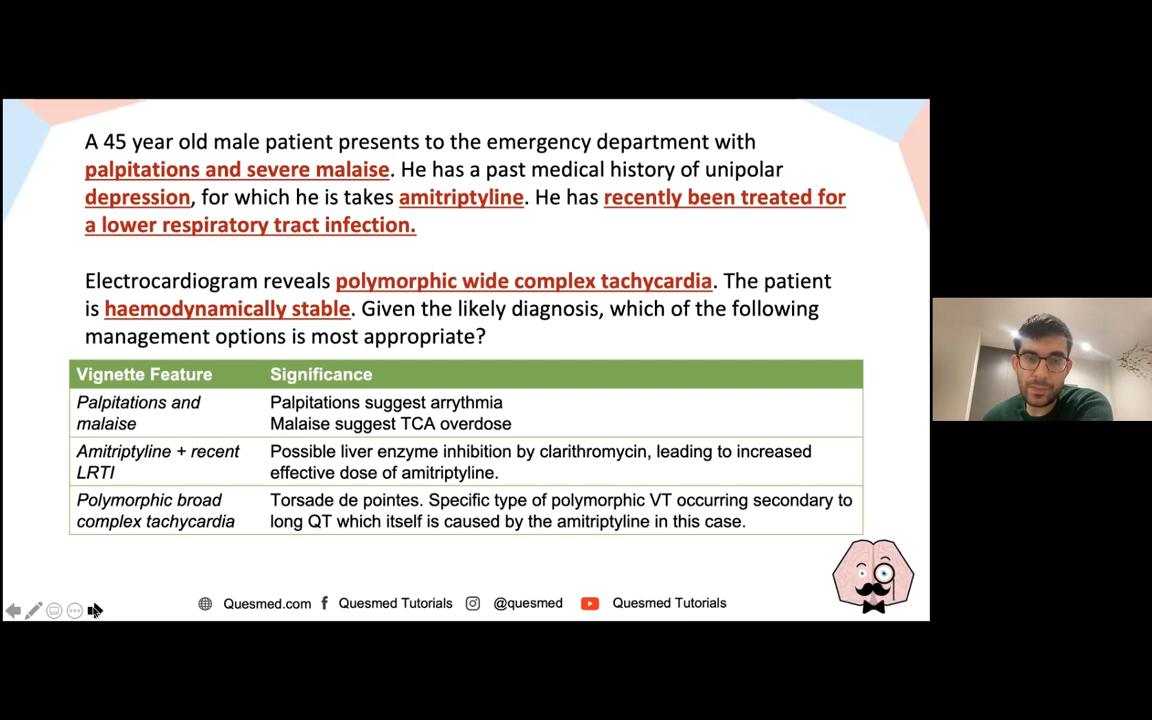 A 45 year old male patient presents to the emergency department with
palpitations and severe malaise. He has a past medical history of unipolar
depression, for which he is takes amitriptyline. He has recently been treated for
a lower respiratory tract infection.
Electrocardiogram reveals polymorphic wide complex tachycardia. The patient
is haemodynamically stable. Given the likely diagnosis, which of the following
management options is most appropriate?
Vignette Feature Significance
Palpitations and Palpitations suggest arrythmia
malaise Malaise suggest TCA overdose
Amitriptyline + recent Possible liver enzyme inhibition by clarithromycin, leading to increased
LRTI effective dose of amitriptyline.
Polymorphic broad Torsade de pointes. Specific type of polymorphic VT occurring secondary to
complex tachycardia long QT which itself is caused by the amitriptyline in this case.
Quesmed.com f Quesmed Tutorials @quesmed Quesmed Tutorials